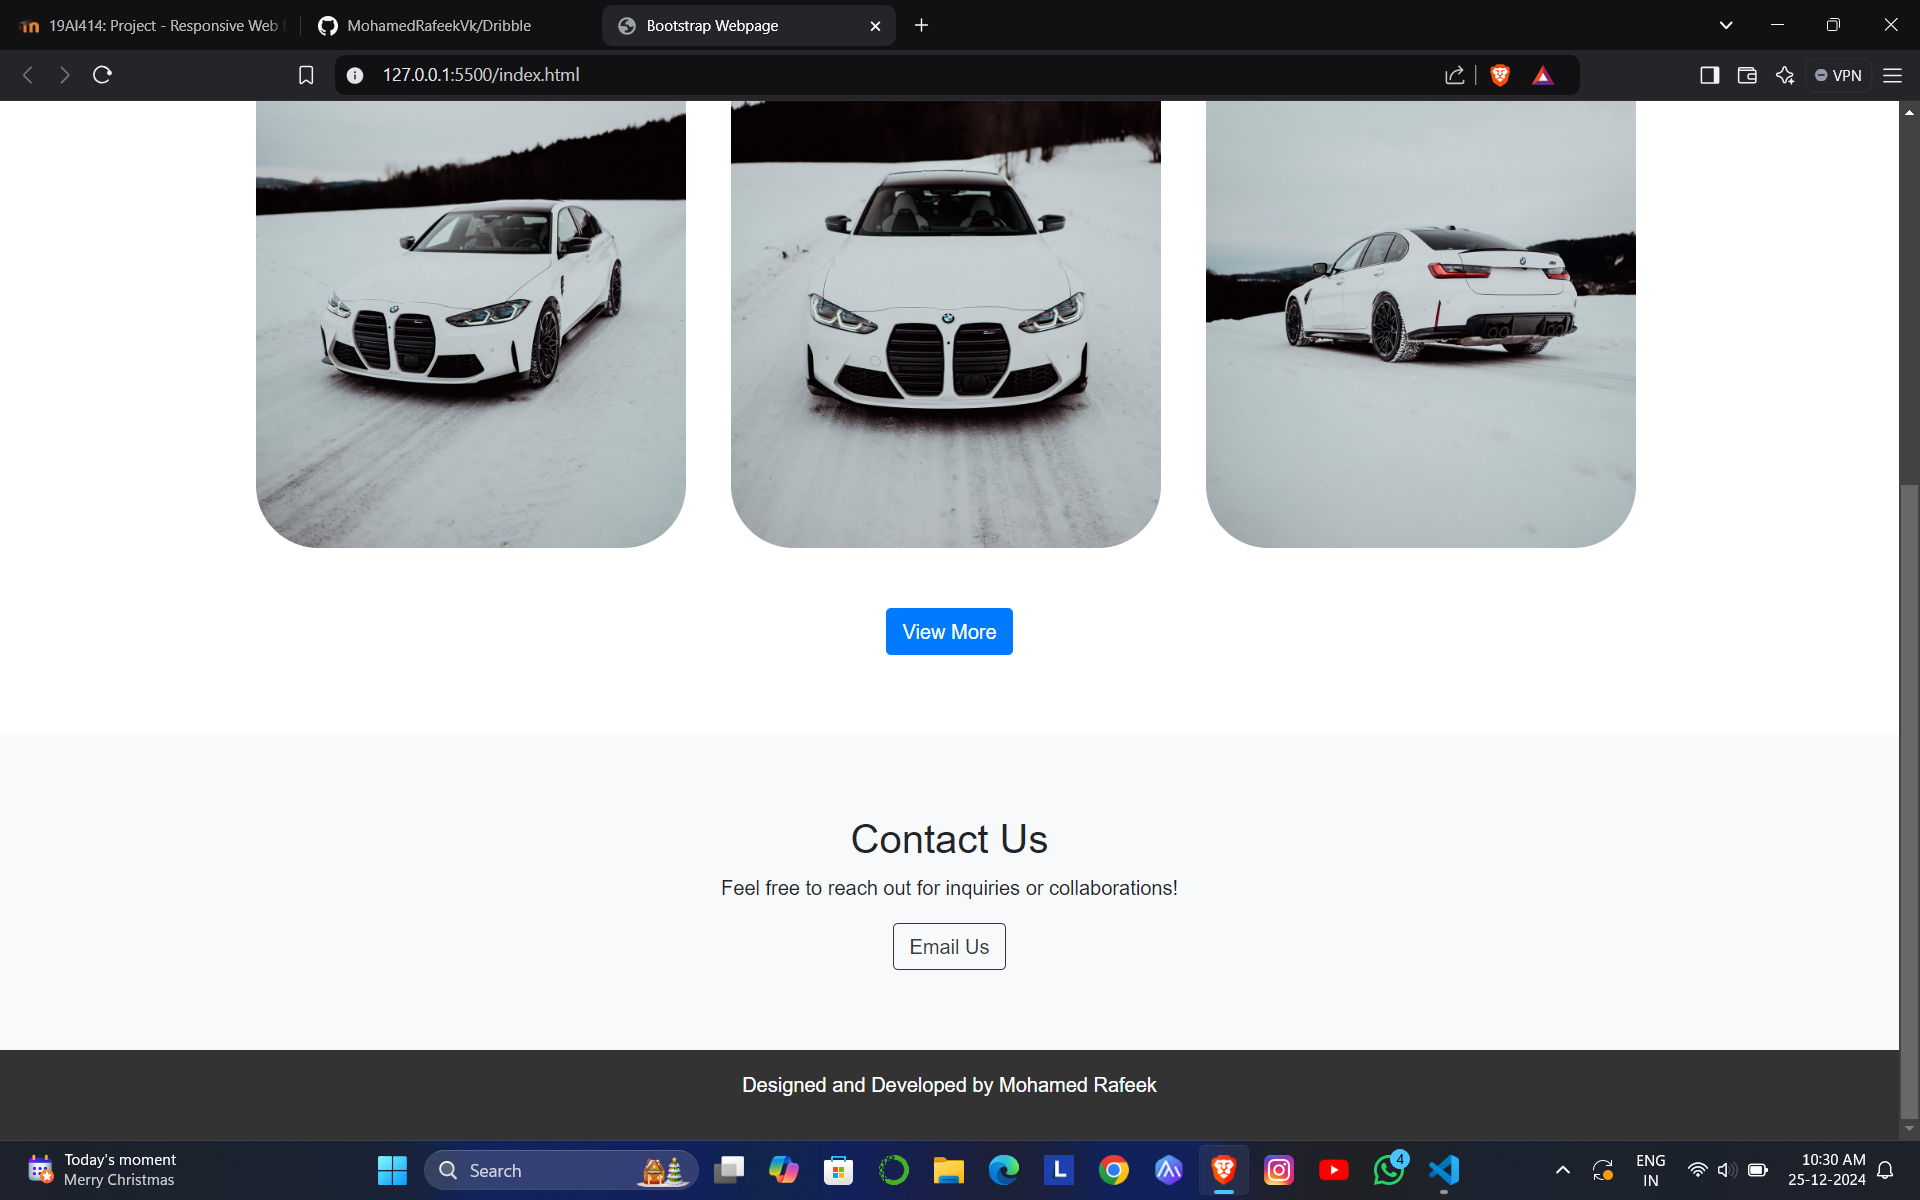 19AI414: Project - Responsive Web
MohamedRafeekVk/Dribble
Bootstrap Webpage
127.0.0.1:5500/index.html
VPN
View More
Contact Us
Feel free to reach out for inquiries or collaborations!
Email Us
Designed and Developed by Mohamed Rafeek
Today's moment
Merry Christmas
Search
L
4
ENG
IN
10:30 AM
25-12-2024